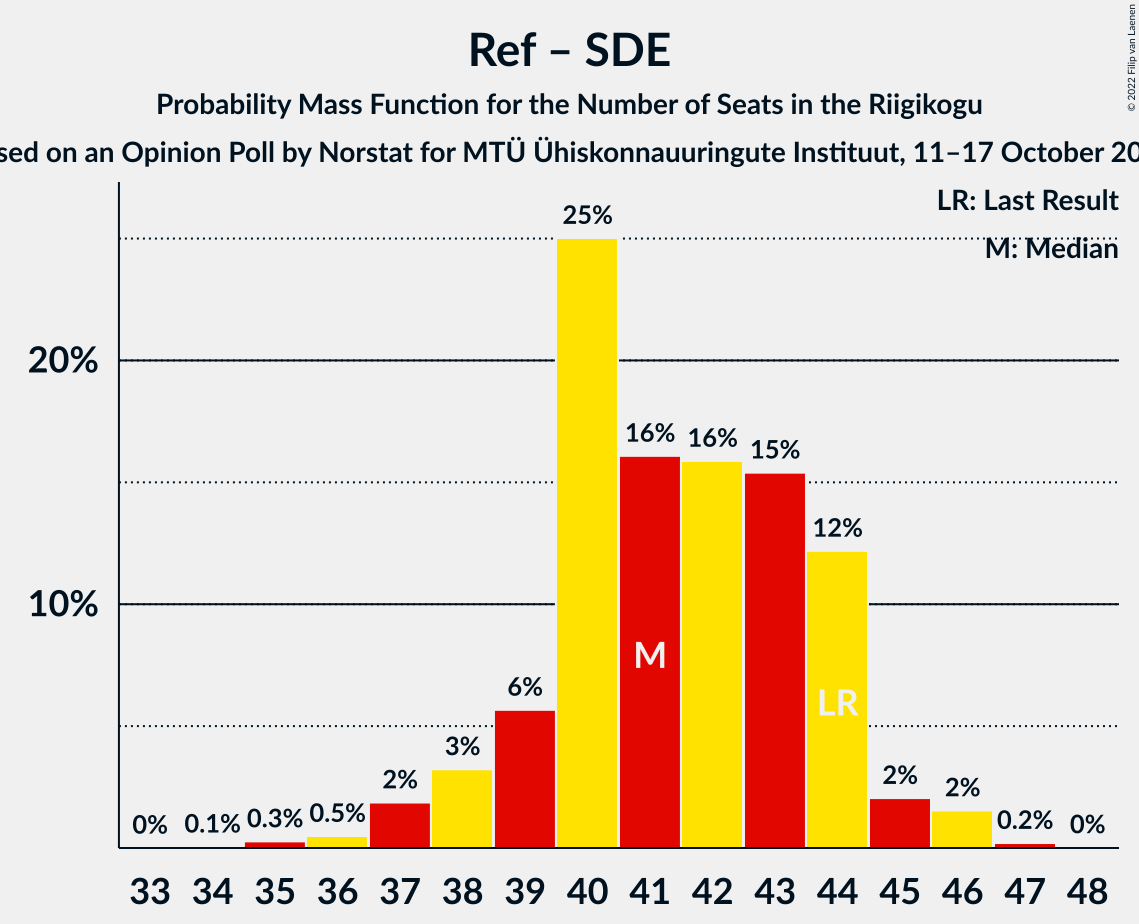 Ref – SDE
Probability Mass Function for the Number of Seats in the Riigikogu
sed on an Opinion Poll by Norstat for MTÜ Ühiskonnauuringute Instituut, 11–17 October 20
© 2022 Filip van Laenen
LR: Last Result
M: Median
25%
20%
16% 16% 15%
12%
10%
M
LR
6%
3%
2%
0% 0.1% 0.3% 0.5%
2% 2% 0.2% 0%
33 34 35 36 37 38 39 40 41 42 43 44 45 46 47 48